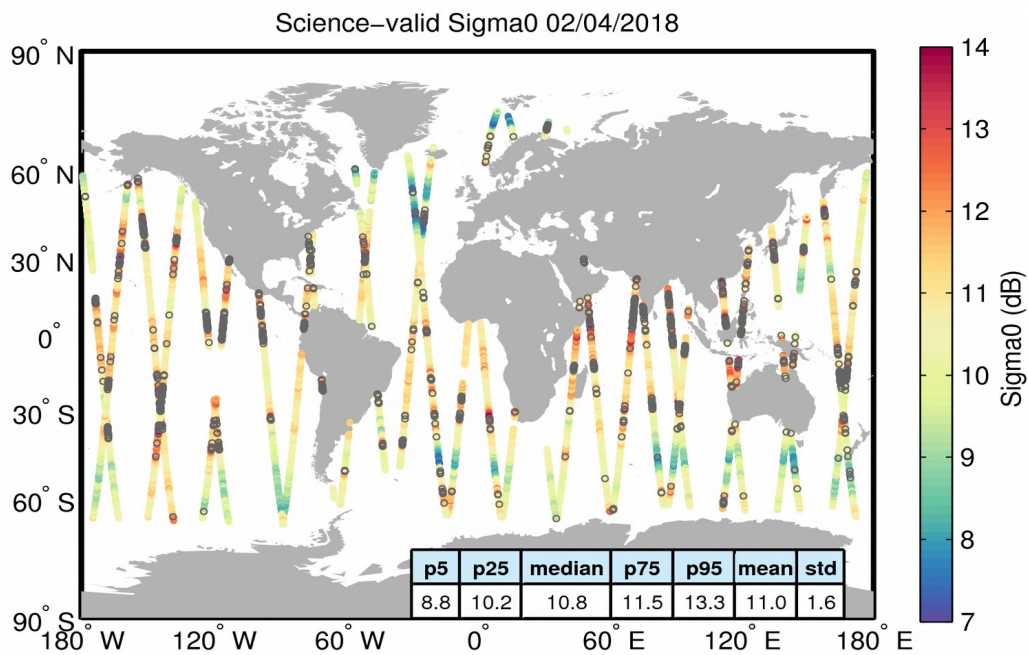 Science−valid Sigma0 02/04/2018
90° N
60° N
30° N
0°
30° S
60° S
90° S
180° W
120° W
60° W
0°
60° E
120° E
180° E
14
13
12
11
10
9
8
7
Sigma0 (dB)
p5 p25 median p75 p95 mean std
8.8 10.2 10.8 11.5 13.3 11.0 1.6